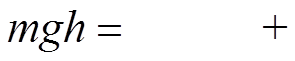 mgh = +